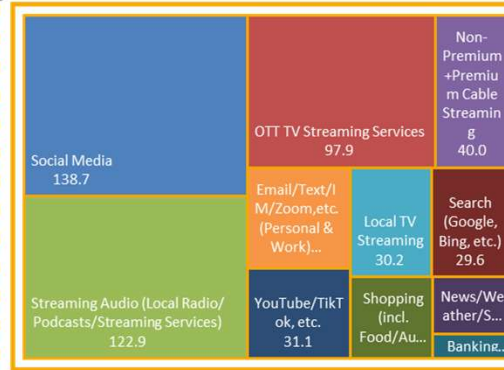 Social Media
138.7
Streaming Audio (Local Radio/
Podcasts/Streaming Services)
122.9
OTT TV Streaming Services
97.9
Non-
Premium
+Premiu
m Cable
Streamin
g
40.0
Email/Text/I
M/Zoom,etc.
(Personal &
Work)...
Local TV
Streaming
30.2
Search
(Google,
Bing, etc.)
29.6
YouTube/TikT
ok, etc.
31.1
Shopping
(incl.
Food/Au...
News/We
ather/S...
Banking...